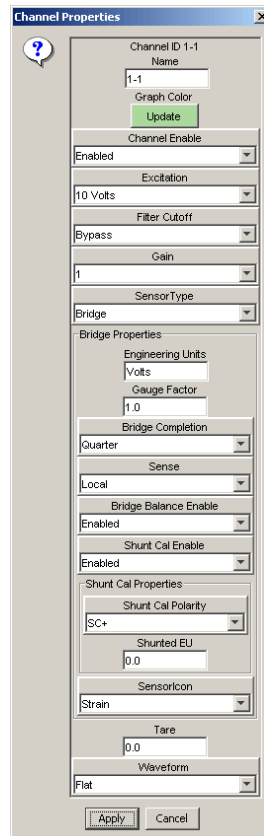 Channel Properties
Channel ID 1-1
Name
1-1
Graph Color
Update
Channel Enable
Enabled
Excitation
10 Volts
Filter Cutoff
Bypass
Gain
1
SensorType
Bridge
Bridge Properties
Engineering Units
Volts
Gauge Factor
1.0
Bridge Completion
Quarter
Sense
Local
Bridge Balance Enable
Enabled
Shunt Cal Enable
Enabled
Shunt Cal Properties
Shunt Cal Polarity
SC+
Shunted EU
0.0
SensorIcon
Strain
Tare
0.0
Waveform
Flat
Apply Cancel